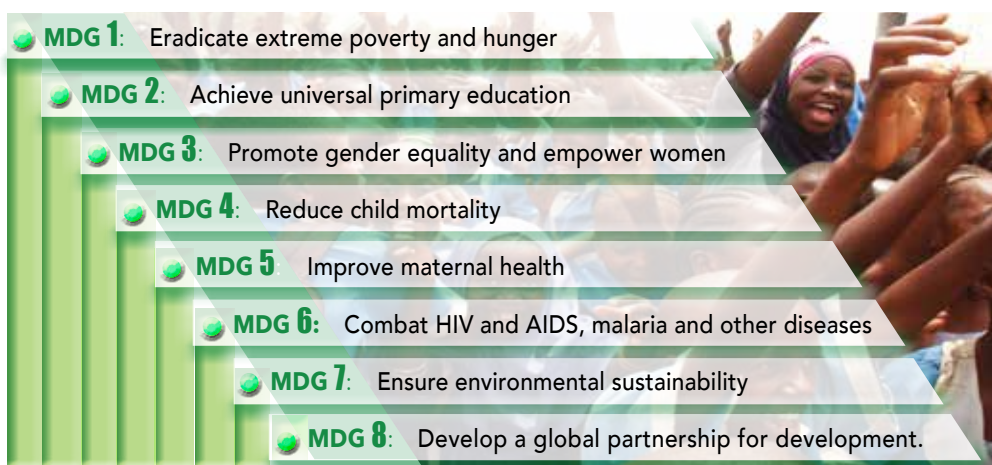 MDG 1: Eradicate extreme poverty and hunger
MDG 2: Achieve universal primary education
MDG 3: Promote gender equality and empower women
MDG 4: Reduce child mortality
MDG 5 Improve maternal health
MDG 6: Combat HIV and AIDS, malaria and other diseases
MDG 7: Ensure environmental sustainability
MDG 8: Develop a global partnership for development.